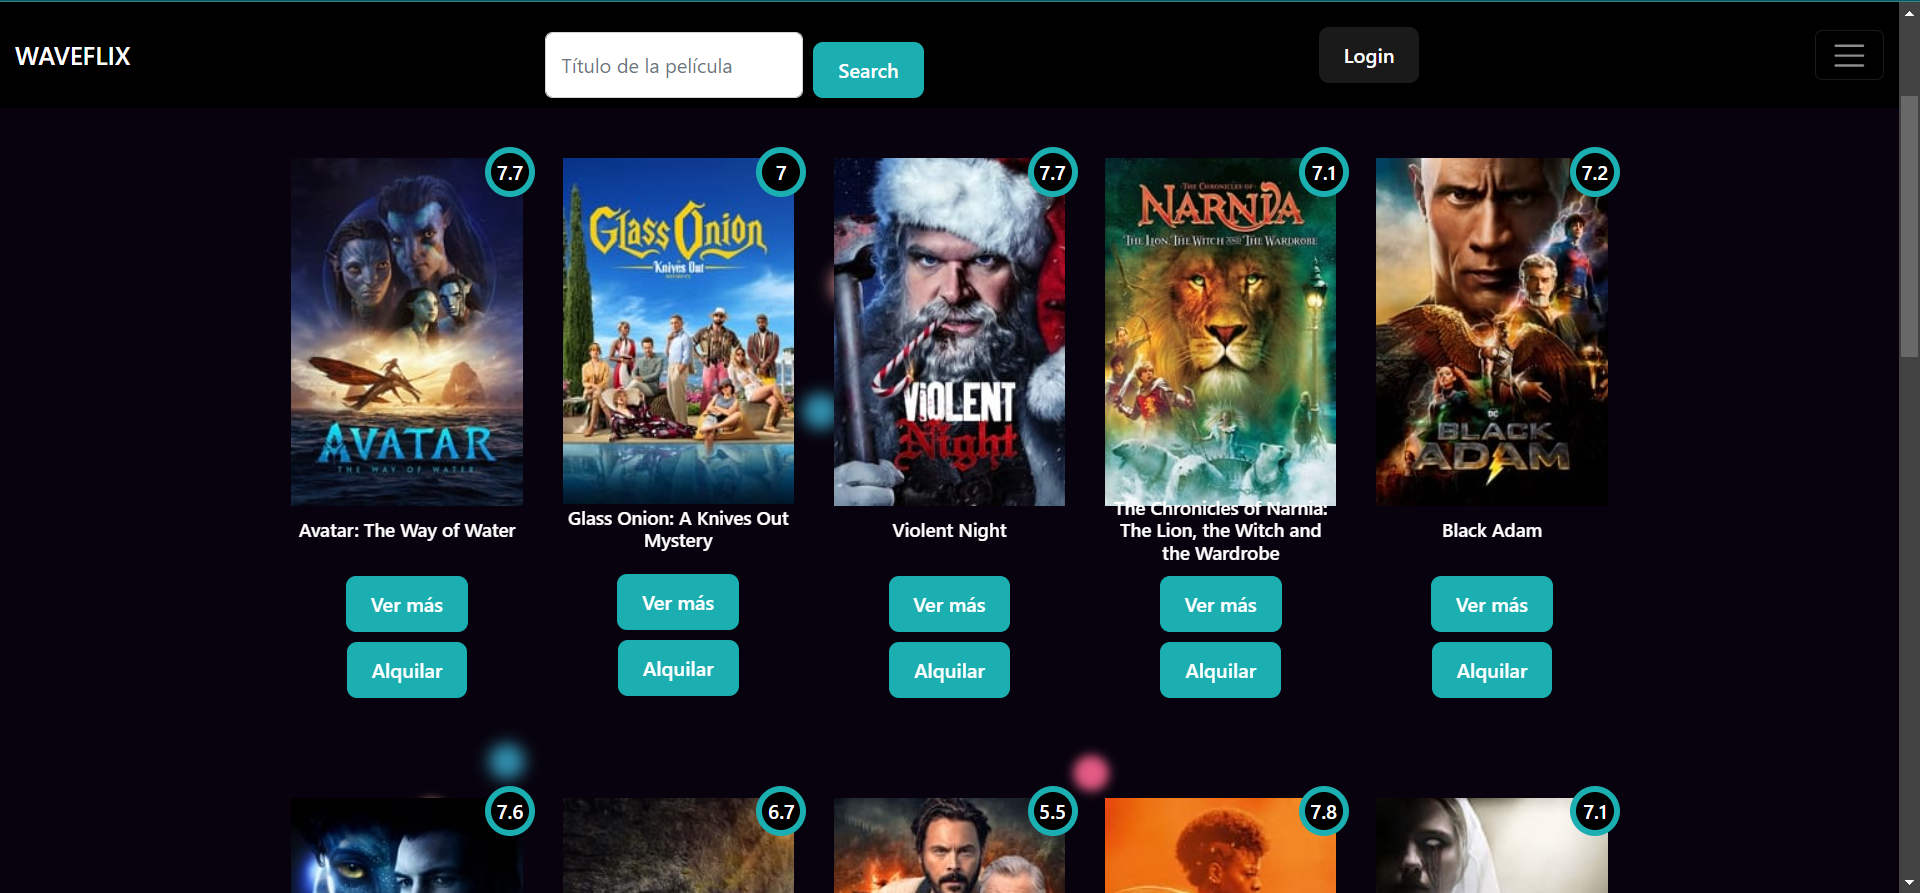 WAVEFLIX
Título de la película
Search
Login
7.7
7
7.7
7.1
7.2
AVATAR
THE WAY OF WATER
Glass Onion
Knives Out
VIOLENT
Night
THE CHRONICLES OF
NARNIA
THE LION, THE WITCH AND THE WARDROBE
DC
BLACK
ADAM
Avatar: The Way of Water
Glass Onion: A Knives Out
Mystery
Violent Night
The Chronicles of Narnia:
The Lion, the Witch and
the Wardrobe
Black Adam
Ver más
Ver más
Ver más
Ver más
Ver más
Alquilar
Alquilar
Alquilar
Alquilar
Alquilar
7.6
6.7
5.5
7.8
7.1